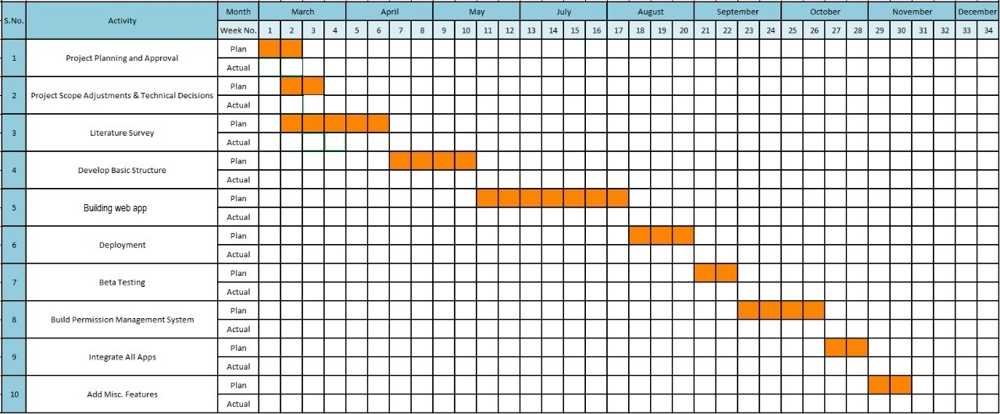 S.No. Activity Month March April May July August September October November December
Week No. 1 2 3 4 5 6 7 8 9 10 11 12 13 14 15 16 17 18 19 20 21 22 23 24 25 26 27 28 29 30 31 32 33 34
1 Project Planning and Approval Plan
Actual
2 Project Scope Adjustments & Technical Decisions Plan
Actual
3 Literature Survey Plan
Actual
4 Develop Basic Structure Plan
Actual
5 Building web app Plan
Actual
6 Deployment Plan
Actual
7 Beta Testing Plan
Actual
8 Build Permission Management System Plan
Actual
9 Integrate All Apps Plan
Actual
10 Add Misc. Features Plan
Actual